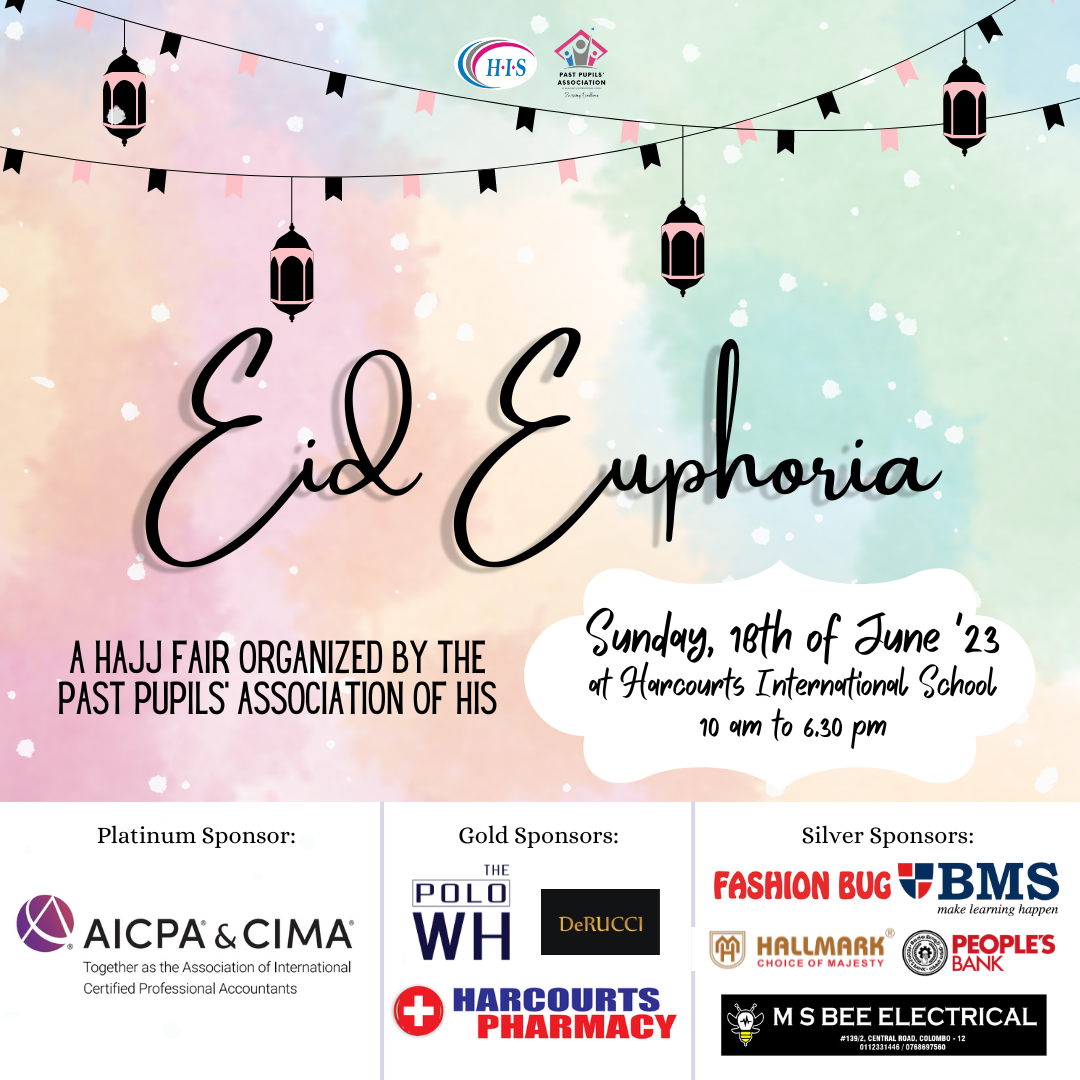 H·I·S
PAST PUPILS'
ASSOCIATION
Eid Euphoria
A HAJJ FAIR ORGANIZED BY THE
PAST PUPILS' ASSOCIATION OF HIS
Sunday, 18th of June '23
at Harcourts International School
10 am to 6.30 pm
Platinum Sponsor:
AICPA® & CIMA®
Together as the Association of International
Certified Professional Accountants
Gold Sponsors:
THE
POLO
WH
DeRUCCI
HARCOURTS
PHARMACY
Silver Sponsors:
FASHION BUG
BMS
make learning happen
HALLMARK®
CHOICE OF MAJESTY
PEOPLE'S
BANK
M S BEE ELECTRICAL
#139/2, CENTRAL ROAD, COLOMBO - 12
0112331446 / 0768697560